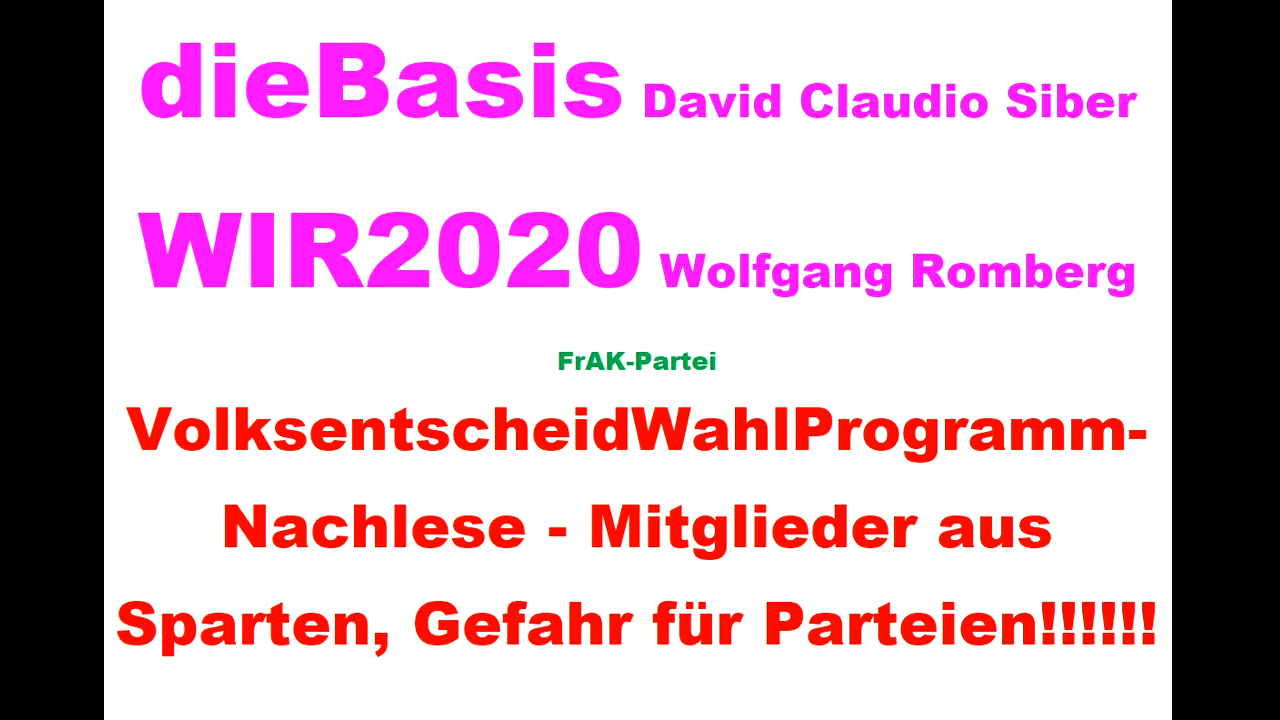 dieBasis David Claudio Siber
WIR2020 Wolfgang Romberg
FrAK-Partei
VolksentscheidWahlProgramm-
Nachlese - Mitglieder aus
Sparten, Gefahr für Parteien!!!!!!